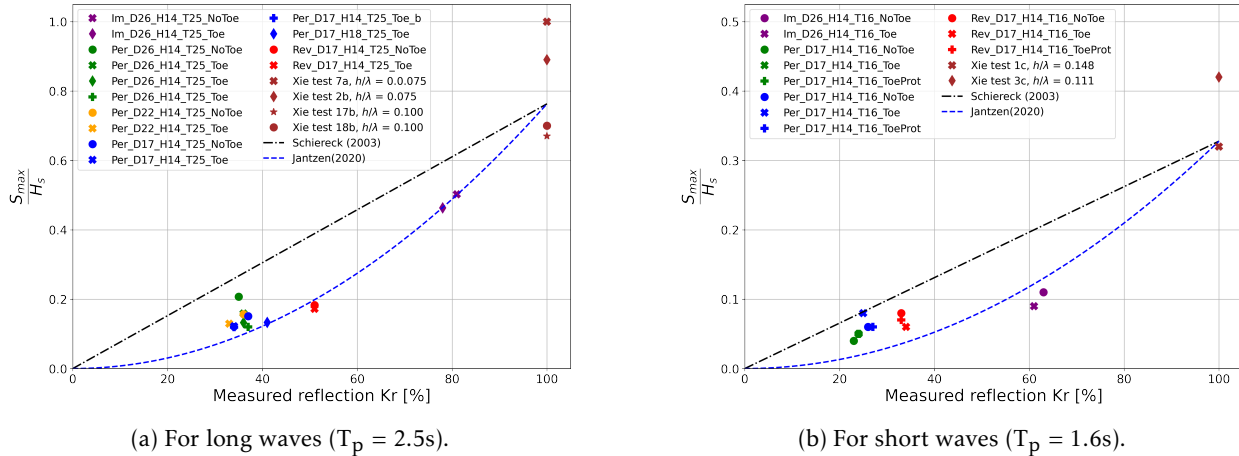 1.0
0.8
0.6
0.4
0.2
0.0
S_max
H_s
Im_D26_H14_T25_NoToe
Im_D26_H14_T25_Toe
Per_D26_H14_T25_NoToe
Per_D26_H14_T25_Toe
Per_D26_H14_T25_Toe
Per_D26_H14_T25_Toe
Per_D22_H14_T25_NoToe
Per_D22_H14_T25_Toe
Per_D17_H14_T25_NoToe
Per_D17_H14_T25_Toe
Per_D17_H14_T25_Toe_b
Per_D17_H18_T25_Toe
Rev_D17_H14_T25_NoToe
Rev_D17_H14_T25_Toe
Xie test 7a, h/λ = 0.0.075
Xie test 2b, h/λ = 0.075
Xie test 17b, h/λ = 0.100
Xie test 18b, h/λ = 0.100
Schiereck (2003)
Jantzen(2020)
0 20 40 60 80 100
Measured reflection Kr [%]
(a) For long waves (Tp = 2.5s).
0.5
0.4
0.3
0.2
0.1
0.0
S_max
H_s
Im_D26_H14_T16_NoToe
Im_D26_H14_T16_Toe
Per_D17_H14_T16_NoToe
Per_D17_H14_T16_Toe
Per_D17_H14_T16_ToeProt
Per_D17_H14_T16_NoToe
Per_D17_H14_T16_Toe
Per_D17_H14_T16_ToeProt
Rev_D17_H14_T16_NoToe
Rev_D17_H14_T16_Toe
Rev_D17_H14_T16_ToeProt
Xie test 1c, h/λ = 0.148
Xie test 3c, h/λ = 0.111
Schiereck (2003)
Jantzen(2020)
0 20 40 60 80 100
Measured reflection Kr [%]
(b) For short waves (Tp = 1.6s).